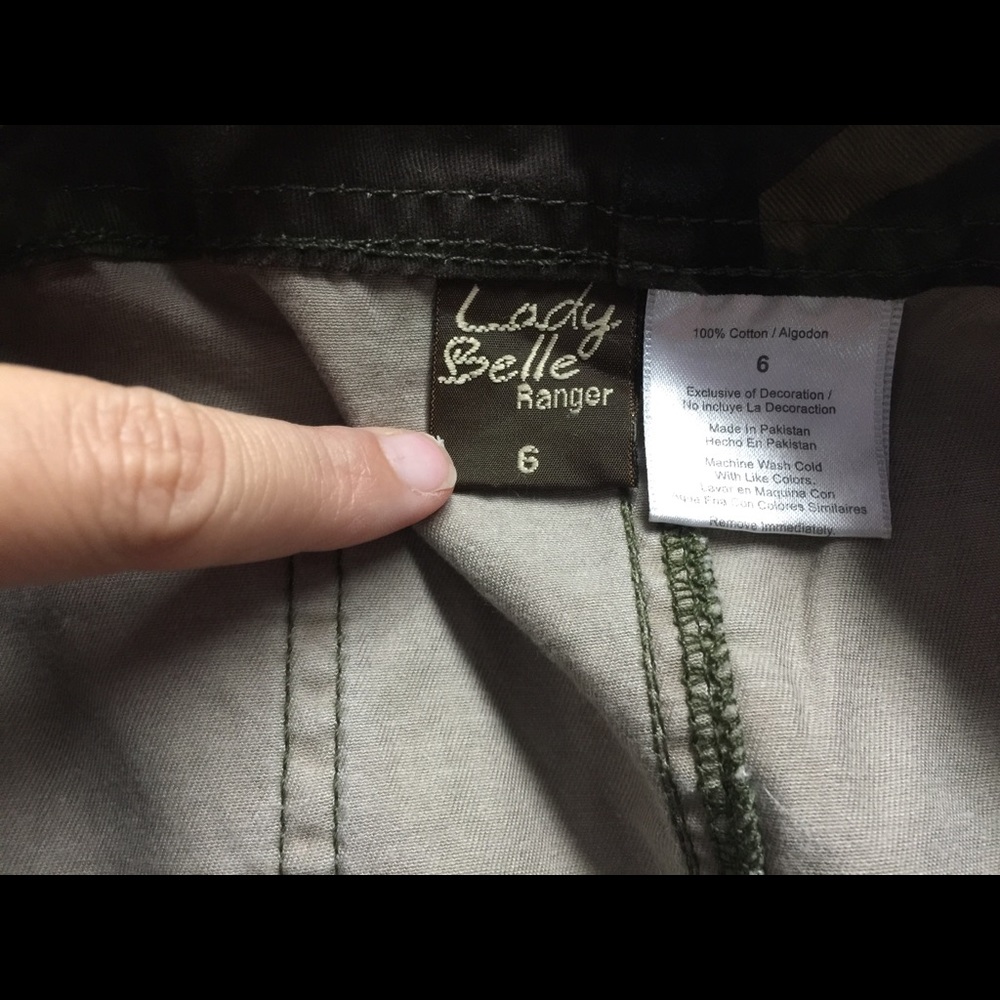 Lady
Belle
Ranger
6
100% Cotton / Algodon
6
Exclusive of Decoration /
No incluye La Decoraction
Made In Pakistan
Hecho En Pakistan
Machine Wash Cold
With Like Colors.
Lavar en Maquina Con
Con Colores Similaires
Remove Immediately.